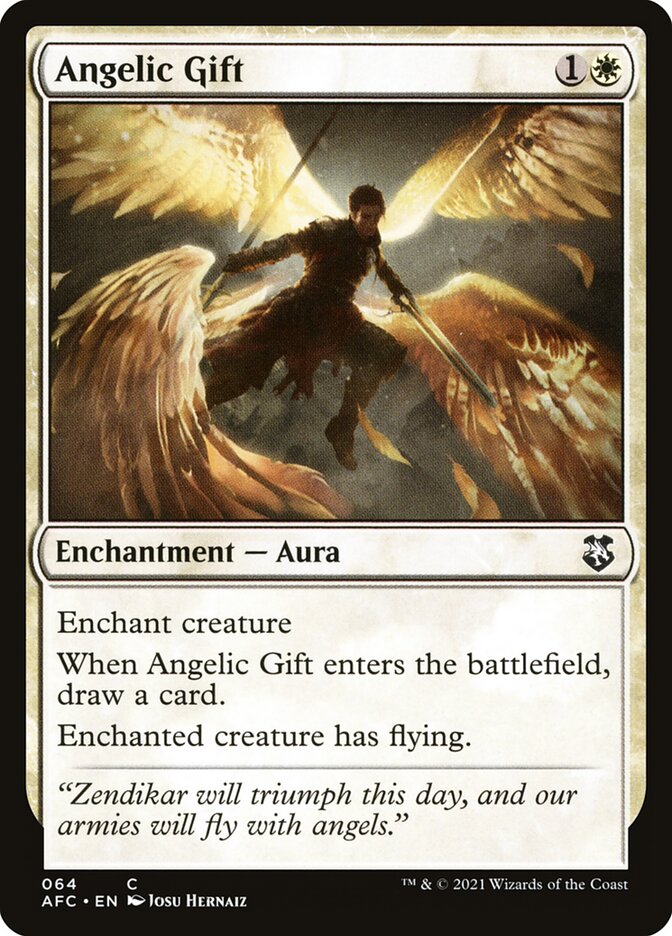 Angelic Gift 1
Enchantment — Aura
Enchant creature
When Angelic Gift enters the battlefield,
draw a card.
Enchanted creature has flying.
“Zendikar will triumph this day, and our
armies will fly with angels.”
064 C ™ & © 2021 Wizards of the Coast
AFC • EN Josu Hernaiz